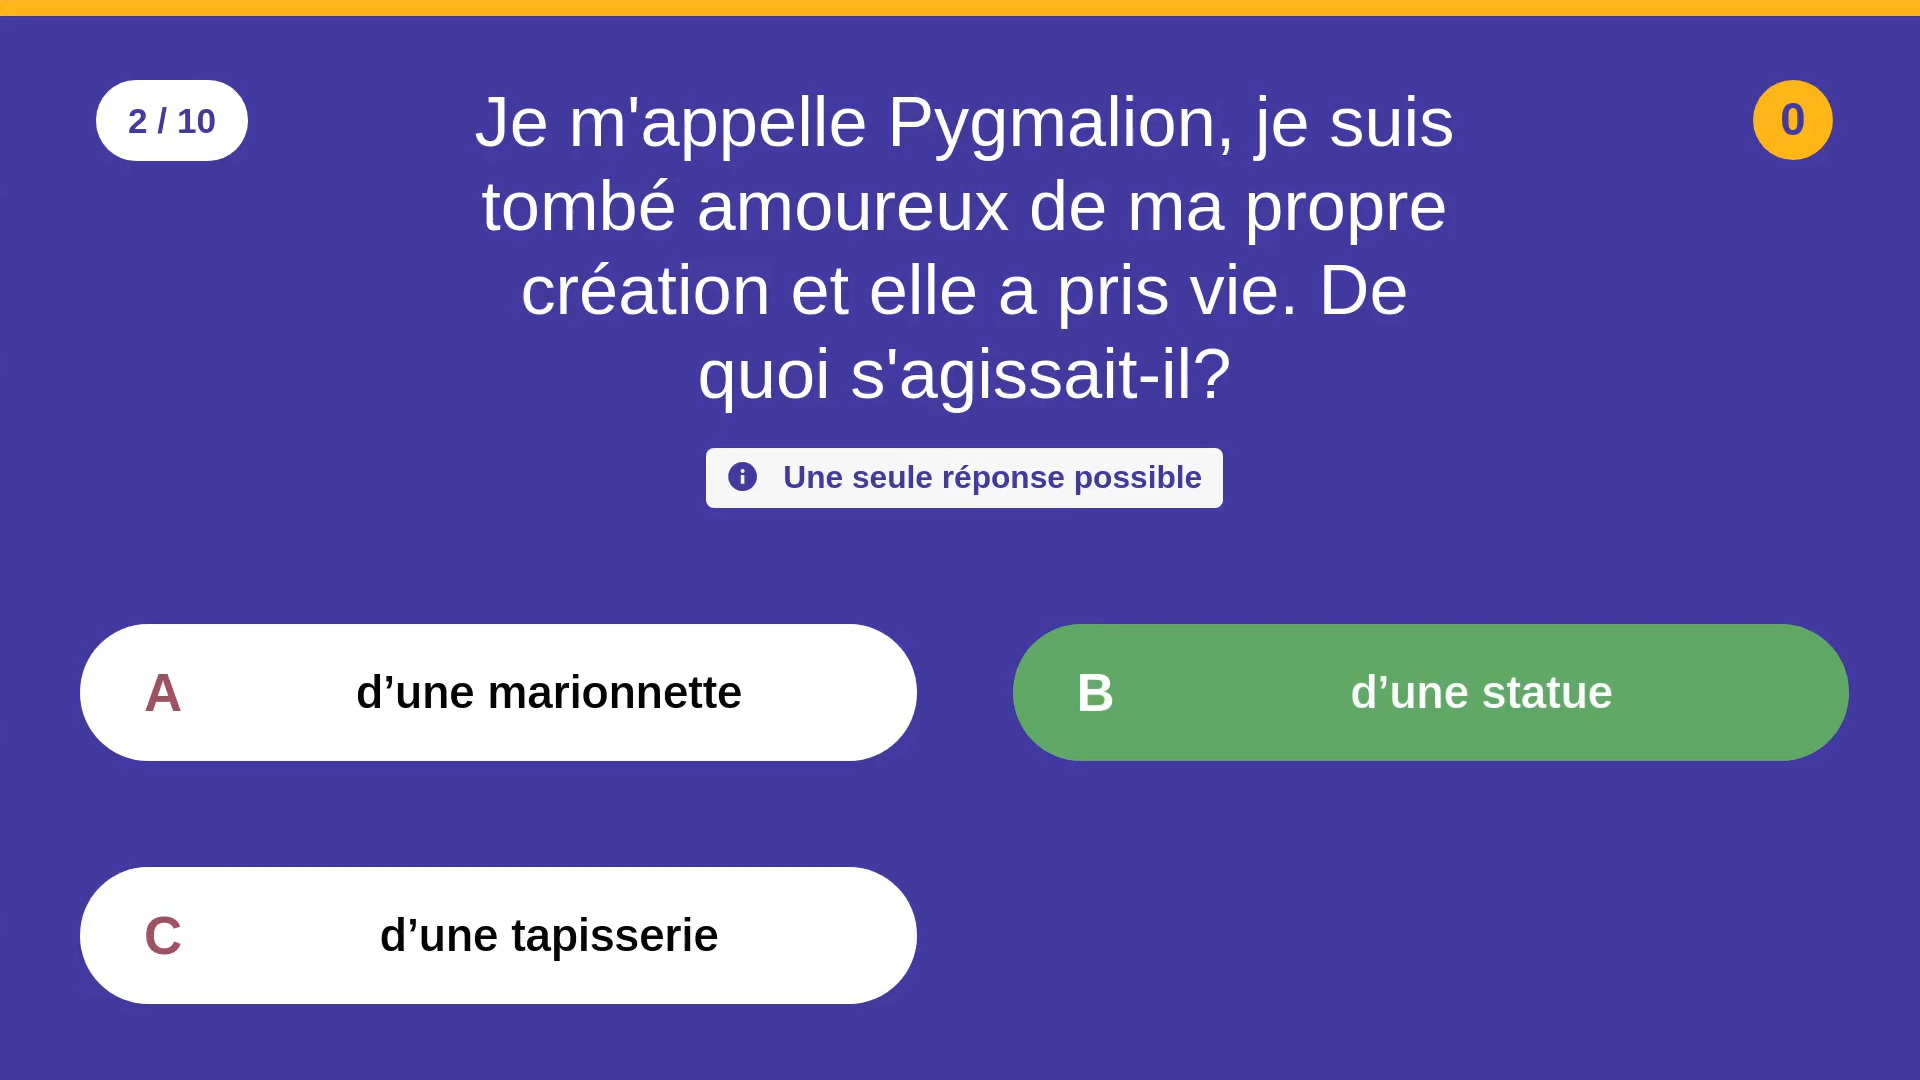 2 / 10
Je m'appelle Pygmalion, je suis
tombé amoureux de ma propre
création et elle a pris vie. De
quoi s'agissait-il?
0
Une seule réponse possible
A d’une marionnette
B d’une statue
C d’une tapisserie